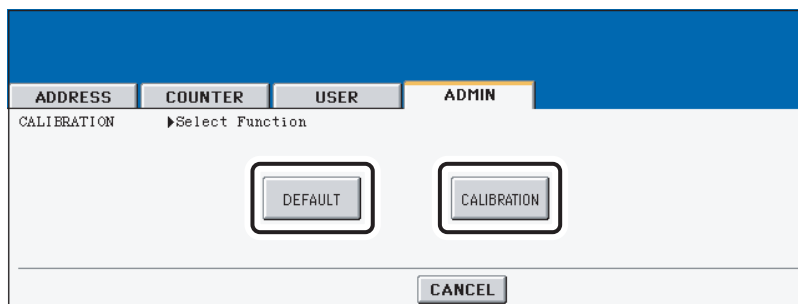 ADDRESS COUNTER USER ADMIN
CALIBRATION ▶Select Function
DEFAULT CALIBRATION
CANCEL